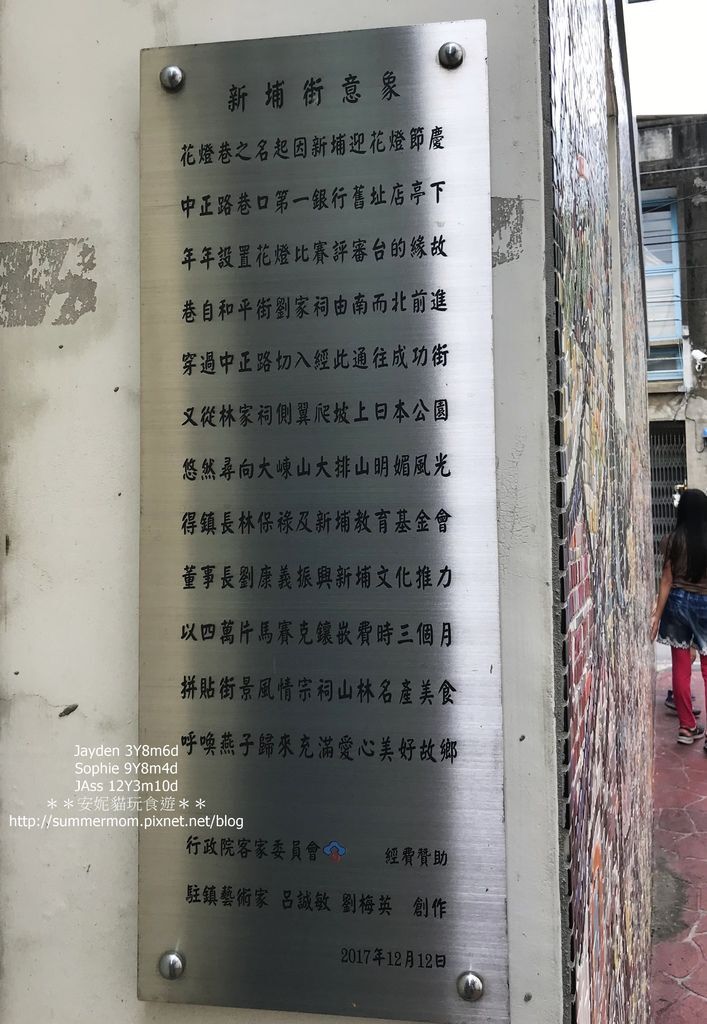 新埔街意象
花燈巷之名起因新埔迎花燈節慶
中正路巷口第一銀行舊址店亭下
年年設置花燈比賽評審台的緣故
巷自和平街劉家祠由南而北前進
穿過中正路切入經此通往成功街
又從林家祠側翼爬坡上日本公園
悠然尋向大崠山大排山明媚風光
得鎮長林保祿及新埔教育基金會
董事長劉康義振興新埔文化推力
以四萬片馬賽克鑲嵌費時三個月
拼貼街景風情宗祠山林名產美食
呼喚燕子歸來充滿愛心美好故鄉
行政院客家委員會 經費贊助
駐鎮藝術家 呂誠敏 劉梅英 創作
2017年12月12日
Jayden 3Y8m6d
Sophie 9Y8m4d
JAss 12Y3m10d
＊＊安妮貓玩食遊＊＊
http://summermom.pixnet.net/blog